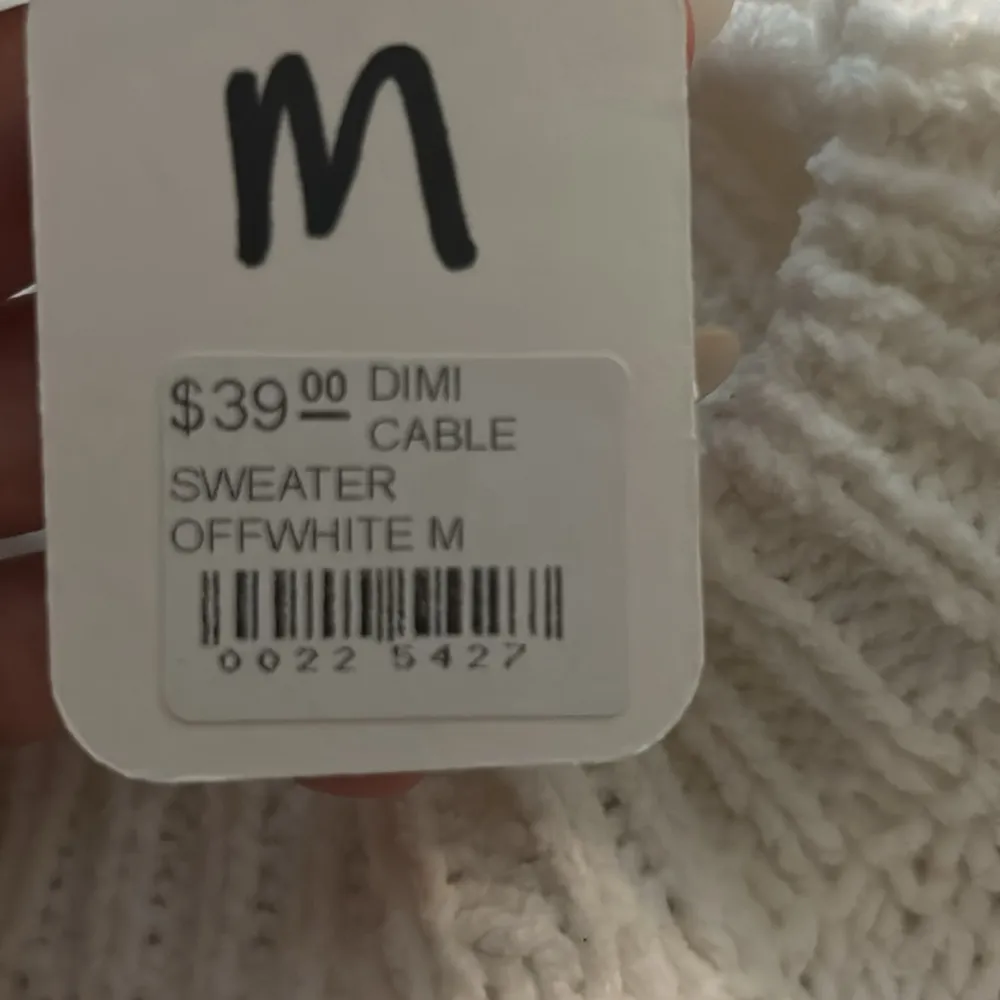 M
$39 00 DIMI
CABLE
SWEATER
OFFWHITE M
0022 5427